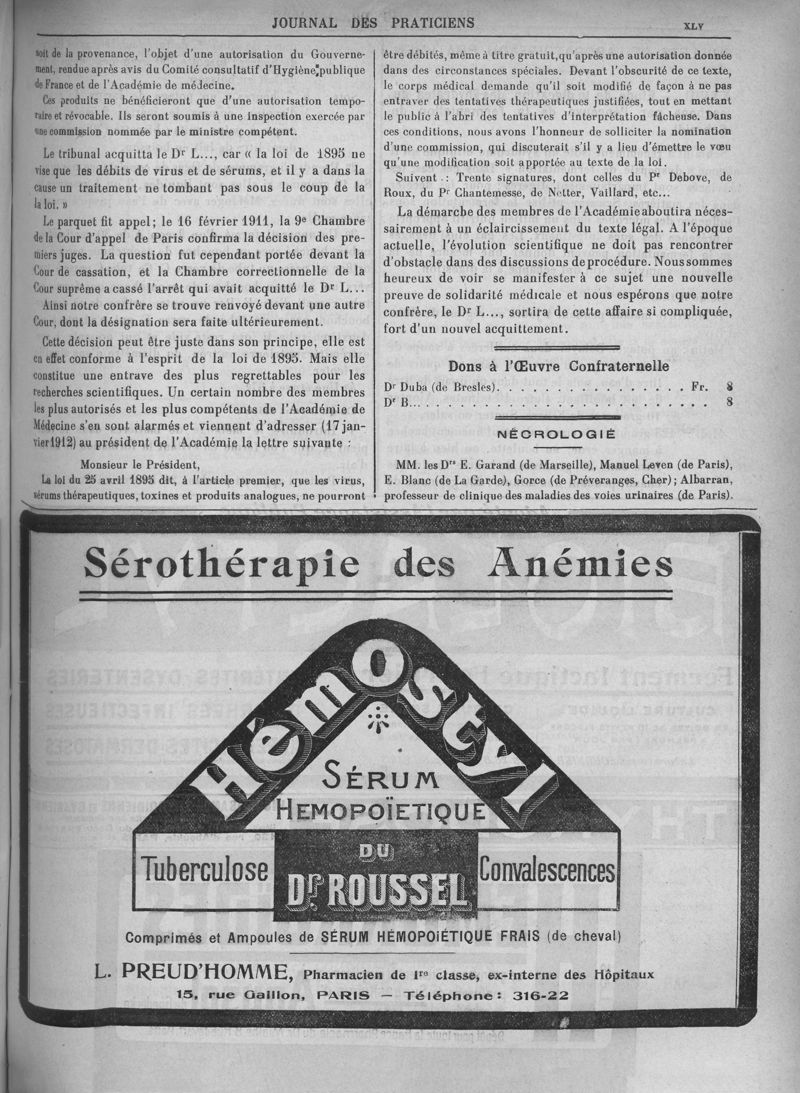 JOURNAL DES PRATICIENS
XLV
soit de la provenance, l'objet d'une autorisation du Gouverne-
ment, rendue après avis du Comité consultatif d'Hygiène publique
de France et de l'Académie de médecine.
Ces produits ne bénéficieront que d'une autorisation tempo-
raire et révocable. Ils seront soumis à une inspection exercée par
une commission nommée par le ministre compétent.
Le tribunal acquitta le Dr L..., car « la loi de 1895 ne
vise que les débits de virus et de sérums, et il y a dans la
cause un traitement ne tombant pas sous le coup de la
la loi. »
Le parquet fit appel; le 16 février 1911, la 9e Chambre
de la Cour d'appel de Paris confirma la décision des pre-
miers juges. La question fut cependant portée devant la
Cour de cassation, et la Chambre correctionnelle de la
Cour suprême a cassé l'arrêt qui avait acquitté le Dr L...
Ainsi notre confrère se trouve renvoyé devant une autre
Cour, dont la désignation sera faite ultérieurement.
Cette décision peut être juste dans son principe, elle est
en effet conforme à l'esprit de la loi de 1895. Mais elle
constitue une entrave des plus regrettables pour les
recherches scientifiques. Un certain nombre des membres
les plus autorisés et les plus compétents de l'Académie de
Médecine s'en sont alarmés et viennent d'adresser (17 jan-
vier 1912) au président de l'Académie la lettre suivante :
Monsieur le Président,
La loi du 25 avril 1895 dit, à l'article premier, que les virus,
sérums thérapeutiques, toxines et produits analogues, ne pourront
être débités, même à titre gratuit, qu'après une autorisation donnée
dans des circonstances spéciales. Devant l'obscurité de ce texte,
le corps médical demande qu'il soit modifié de façon à ne pas
entraver des tentatives thérapeutiques justifiées, tout en mettant
le public à l'abri des tentatives d'interprétation fâcheuse. Dans
ces conditions, nous avons l'honneur de solliciter la nomination
d'une commission, qui discuterait s'il y a lieu d'émettre le vœu
qu'une modification soit apportée au texte de la loi.
Suivent : Trente signatures, dont celles du Pr Debove, de
Roux, du Pr Chantemesse, de Netter, Vaillard, etc...
La démarche des membres de l'Académie aboutira néces-
sairement à un éclaircissement du texte légal. A l'époque
actuelle, l'évolution scientifique ne doit pas rencontrer
d'obstacle dans des discussions de procédure. Nous sommes
heureux de voir se manifester à ce sujet une nouvelle
preuve de solidarité médicale et nous espérons que notre
confrère, le Dr L..., sortira de cette affaire si compliquée,
fort d'un nouvel acquittement.
Dons à l'Œuvre Confraternelle
Dr Duba (de Bresles). . . . . . . . . . . . . . . . Fr. 8
Dr B... . . . . . . . . . . . . . . . . . . . . . . . . 8
NÉCROLOGIE
MM. les Drs E. Garand (de Marseille), Manuel Leven (de Paris),
E. Blanc (de La Garde), Gorce (de Préveranges, Cher); Albarran,
professeur de clinique des maladies des voies urinaires (de Paris).
Sérothérapie des Anémies
Hémostyl
SÉRUM
HEMOPOÏETIQUE
DU
Dr. ROUSSEL
Tuberculose
Convalescences
Comprimés et Ampoules de SÉRUM HÉMOPOIÉTIQUE FRAIS (de cheval)
L. PREUD'HOMME, Pharmacien de 1re classe, ex-interne des Hôpitaux
15, rue Gaillon, PARIS — Téléphone: 316-22